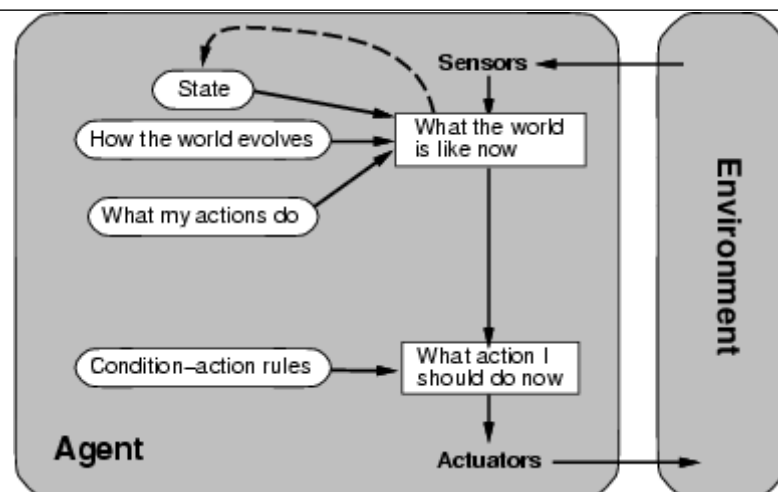 Sensors
State
What the world
is like now
How the world evolves
What my actions do
Environment
What action I
should do now
Condition–action rules
Agent
Actuators